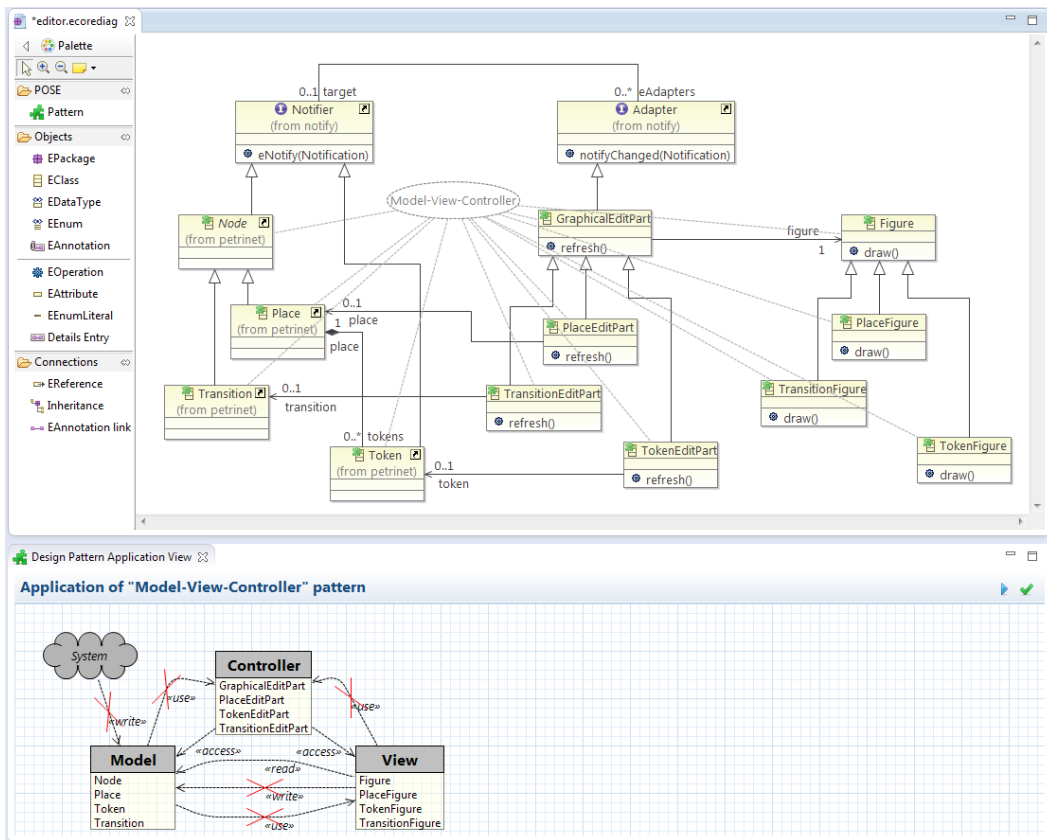 *editor.ecorediag
Palette
POSE
Pattern
Objects
EPackage
EClass
EDataType
EEnum
EAnnotation
EOperation
EAttribute
EEnumLiteral
Details Entry
Connections
EReference
Inheritance
EAnnotation link
0..1 target
0..* eAdapters
Notifier
(from notify)
eNotify(Notification)
Adapter
(from notify)
notifyChanged(Notification)
Model-View-Controller
Node
(from petrinet)
GraphicalEditPart
refresh()
figure
1
Figure
draw()
Place
(from petrinet)
0..1
place
1
place
PlaceEditPart
refresh()
PlaceFigure
draw()
Transition
(from petrinet)
0..1
transition
TransitionEditPart
refresh()
TransitionFigure
draw()
0..* tokens
Token
(from petrinet)
0..1
token
TokenEditPart
refresh()
TokenFigure
draw()
Design Pattern Application View
Application of "Model-View-Controller" pattern
System
Controller
GraphicalEditPart
PlaceEditPart
TokenEditPart
TransitionEditPart
«use»
«use»
«write»
«access»
«access»
«read»
«write»
«use»
Model
Node
Place
Token
Transition
View
Figure
PlaceFigure
TokenFigure
TransitionFigure